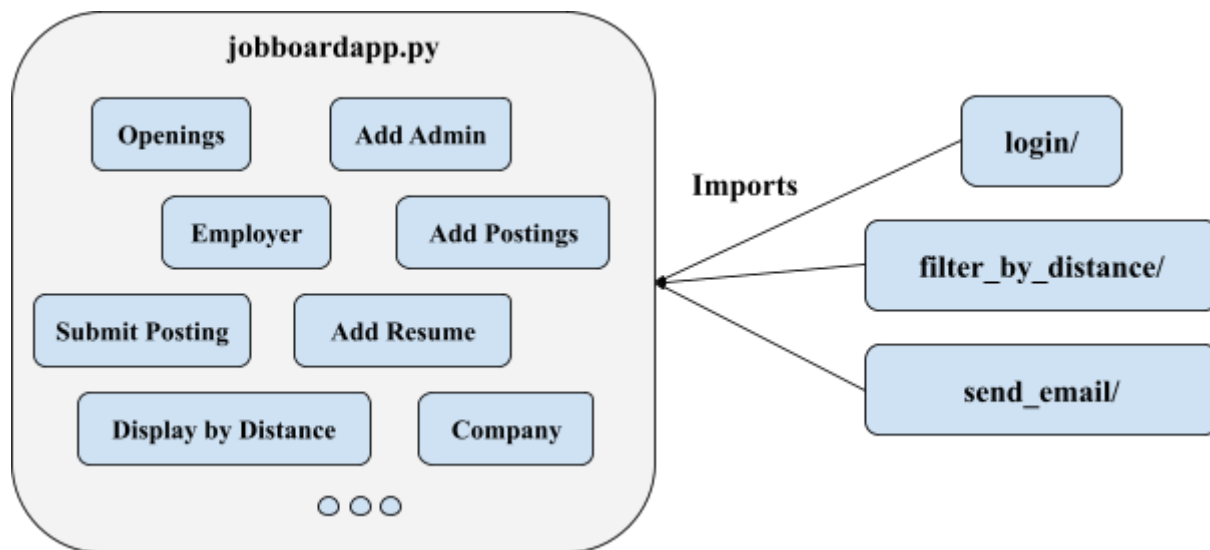 jobboardapp.py
Openings
Add Admin
Employer
Add Postings
Submit Posting
Add Resume
Display by Distance
Company
Imports
login/
filter_by_distance/
send_email/